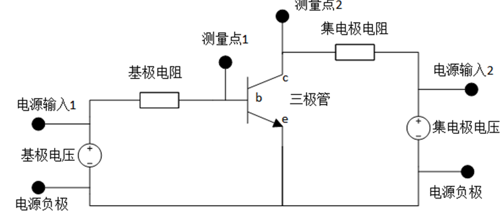 测量点2
测量点1
集电极电阻
基极电阻
c
电源输入2
b
三极管
电源输入1
e
+
集电极电压
-
+
基极电压
-
电源负极
电源负极